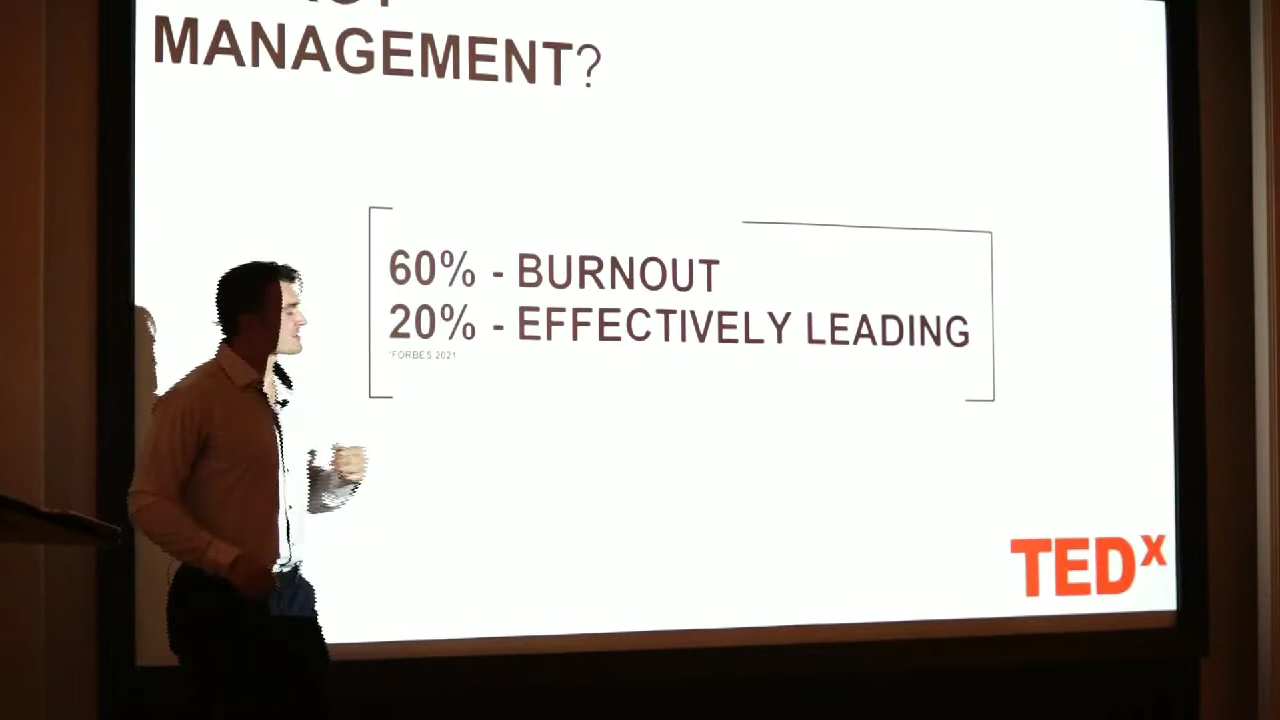 MANAGEMENT?
60% - BURNOUT
20% - EFFECTIVELY LEADING
*FORBES 2021
TEDx